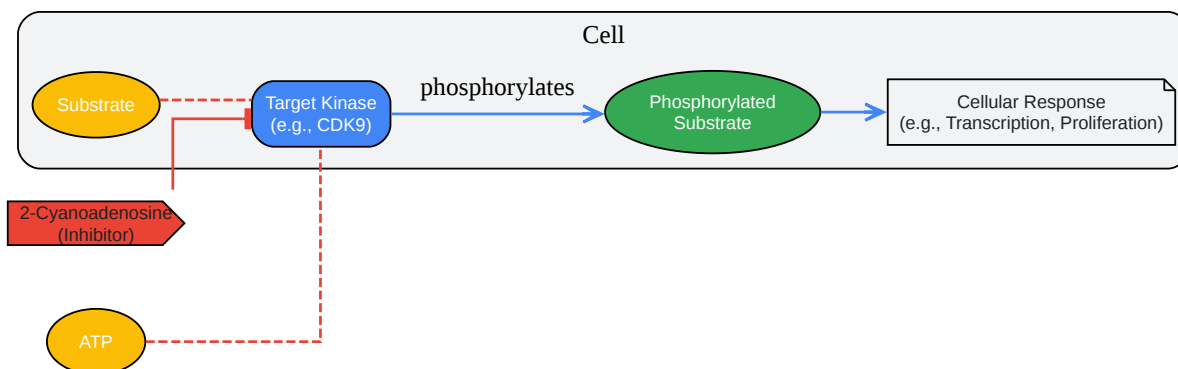 Cell
Substrate
Target Kinase
(e.g., CDK9)
phosphorylates
Phosphorylated
Substrate
Cellular Response
(e.g., Transcription, Proliferation)
2-Cyanoadenosine
(Inhibitor)
ATP